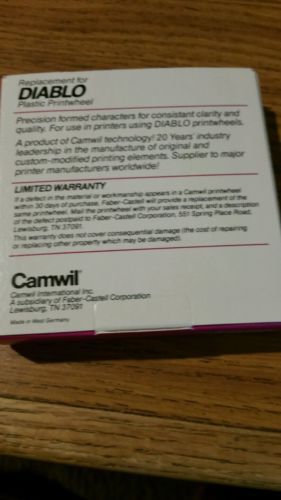 Replacement for
DIABLO
Plastic Printwheel
Precision formed characters for consistant clarity and
quality. For use in printers using DIABLO printwheels.
A product of Camwil technology! 20 Years' industry
leadership in the manufacture of original and
custom-modified printing elements. Supplier to major
printer manufacturers worldwide!
LIMITED WARRANTY
If a defect in the material or workmanship appears in a Camwil printwheel
within 30 days of purchase, Faber-Castell will provide a replacement of the
same printwheel. Mail the printwheel with your sales receipt, and a description
of the defect postpaid to Faber-Castell Corporation, 551 Spring Place Road,
Lewisburg, TN 37091.
This warranty does not cover consequential damage (the cost of repairing
or replacing other property which may be damaged).
Camwil
Camwil International Inc.
A subsidiary of Faber-Castell Corporation
Lewisburg, TN 37091
Made in West Germany